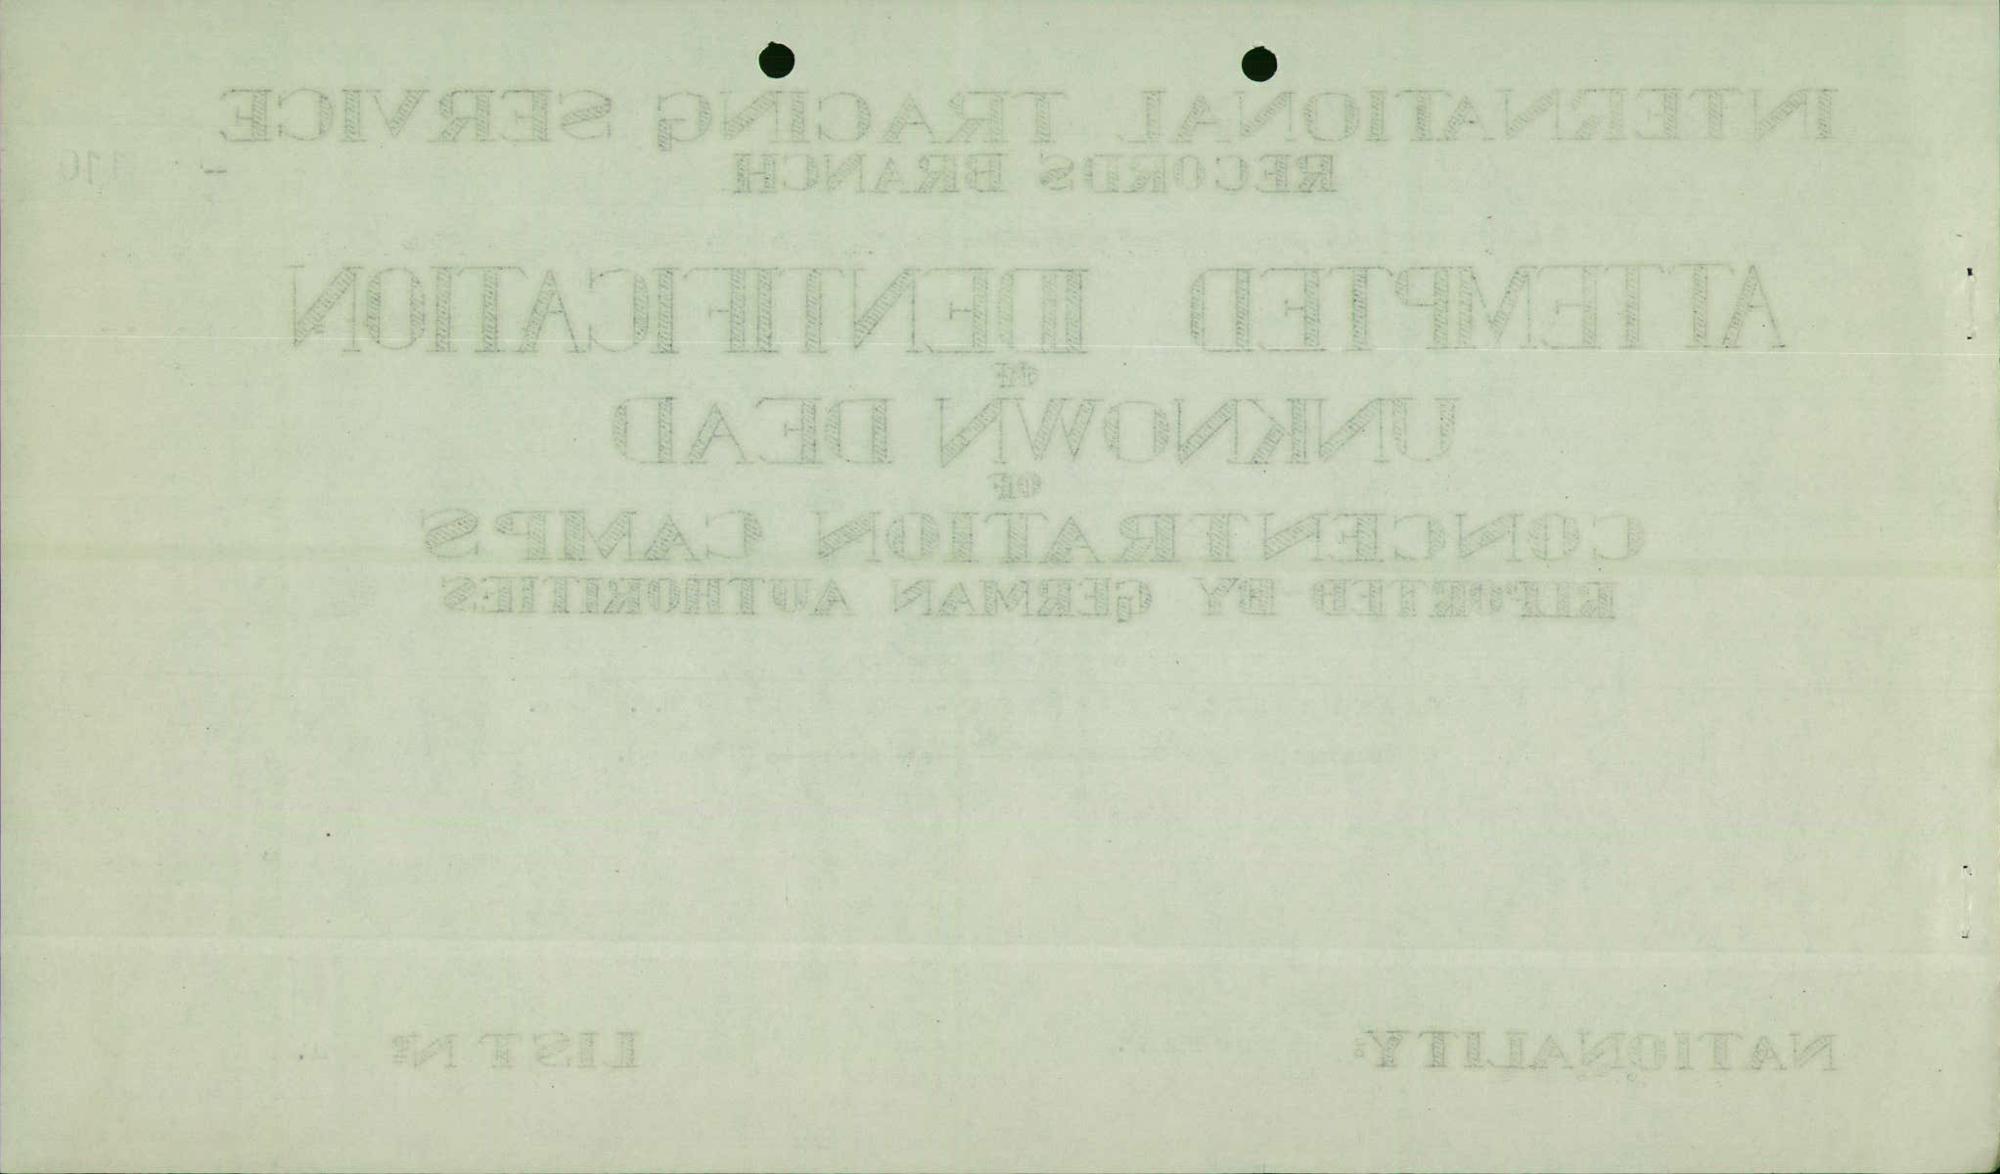 INTERNATIONAL TRACING SERVICE
RECORDS BRANCH
ATTEMPTED IDENTIFICATION
OF
UNKNOWN DEAD
OF
CONCENTRATION CAMPS
REPORTED BY GERMAN AUTHORITIES
NATIONALITY: LIST Nº